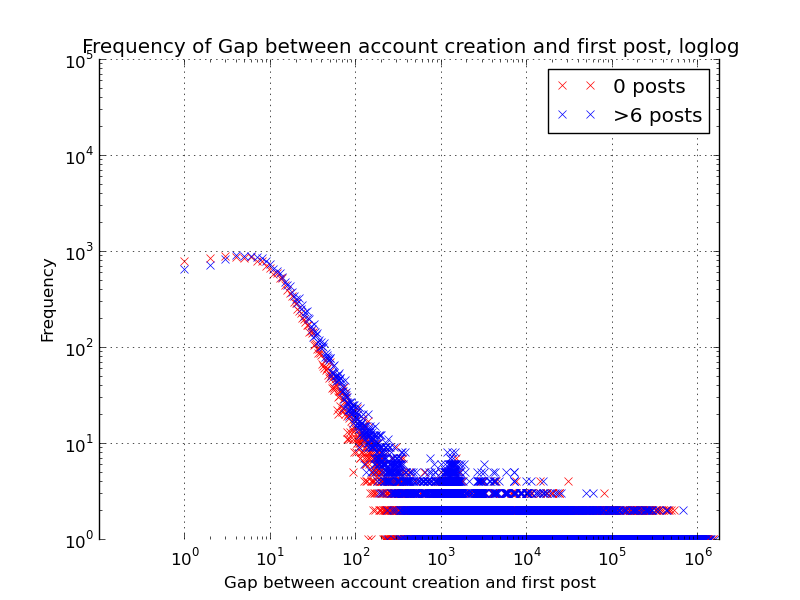 Frequency of Gap between account creation and first post, loglog
0 posts
>6 posts
Frequency
10^5
10^4
10^3
10^2
10^1
10^0
10^0 10^1 10^2 10^3 10^4 10^5 10^6
Gap between account creation and first post